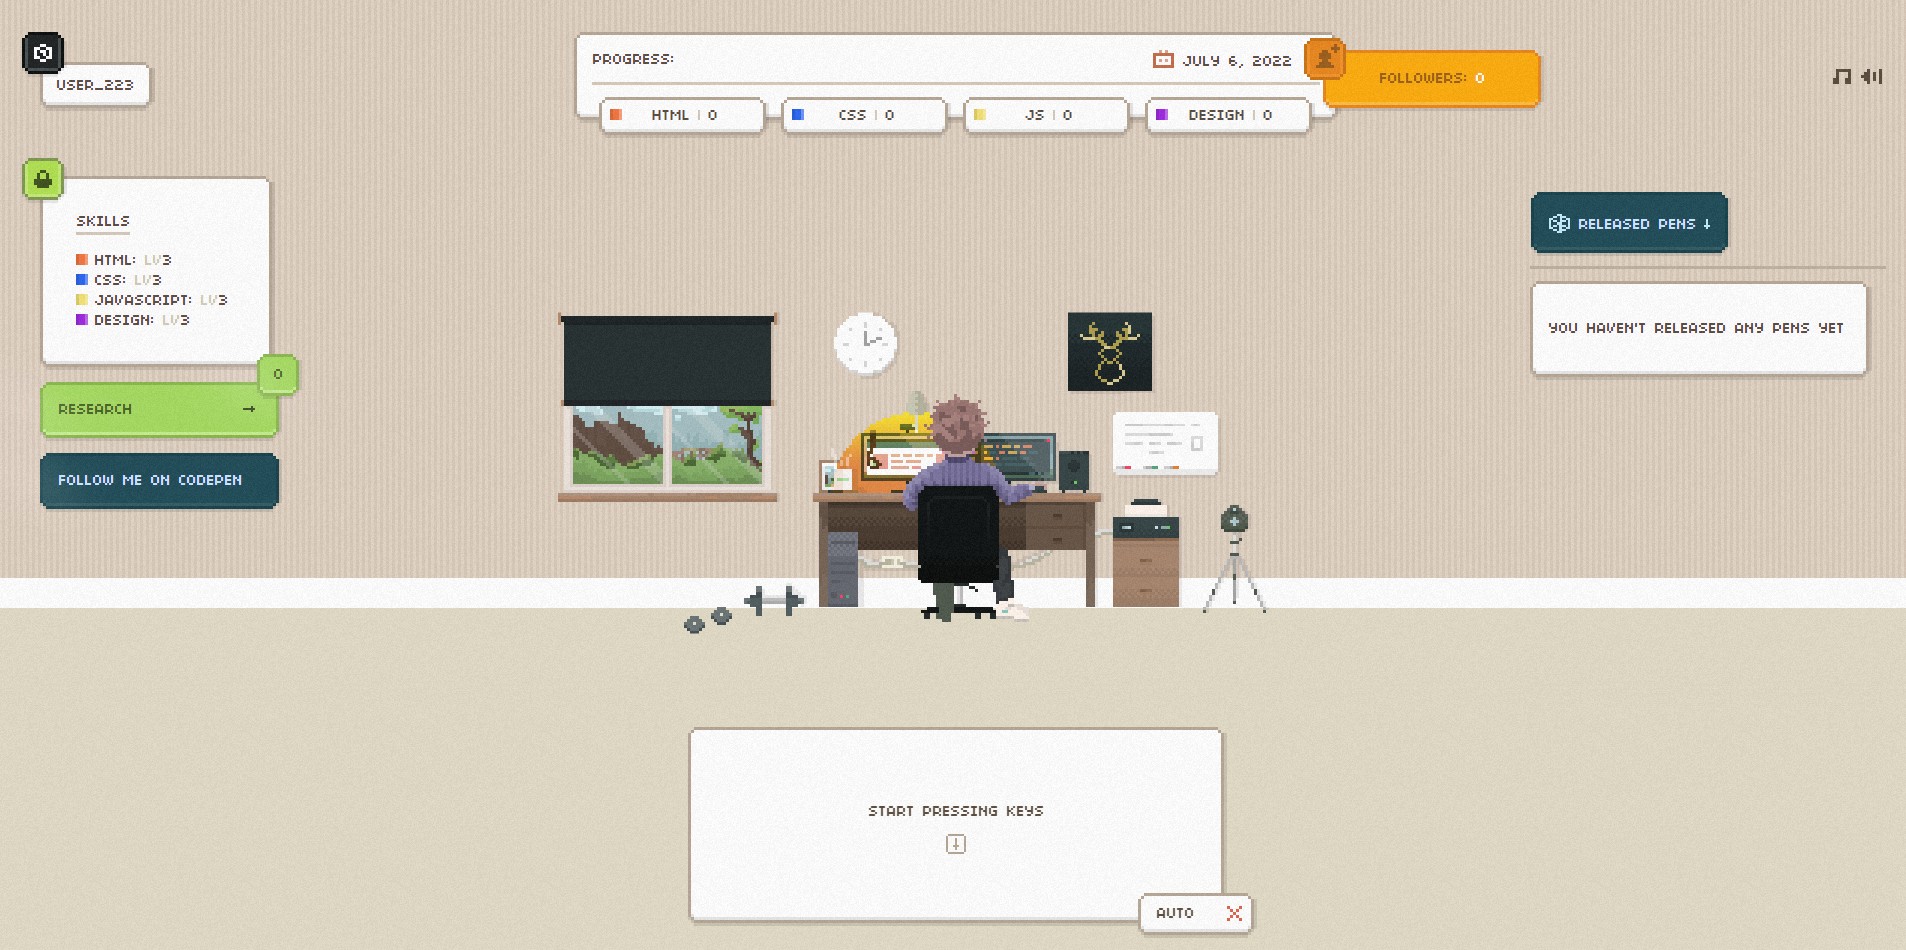 USER_223
PROGRESS:
JULY 6, 2022
FOLLOWERS: 0
HTML | 0
CSS | 0
JS | 0
DESIGN | 0
SKILLS
HTML: LV3
CSS: LV3
JAVASCRIPT: LV3
DESIGN: LV3
0
RESEARCH →
FOLLOW ME ON CODEPEN
RELEASED PENS ↓
YOU HAVEN'T RELEASED ANY PENS YET
START PRESSING KEYS
AUTO